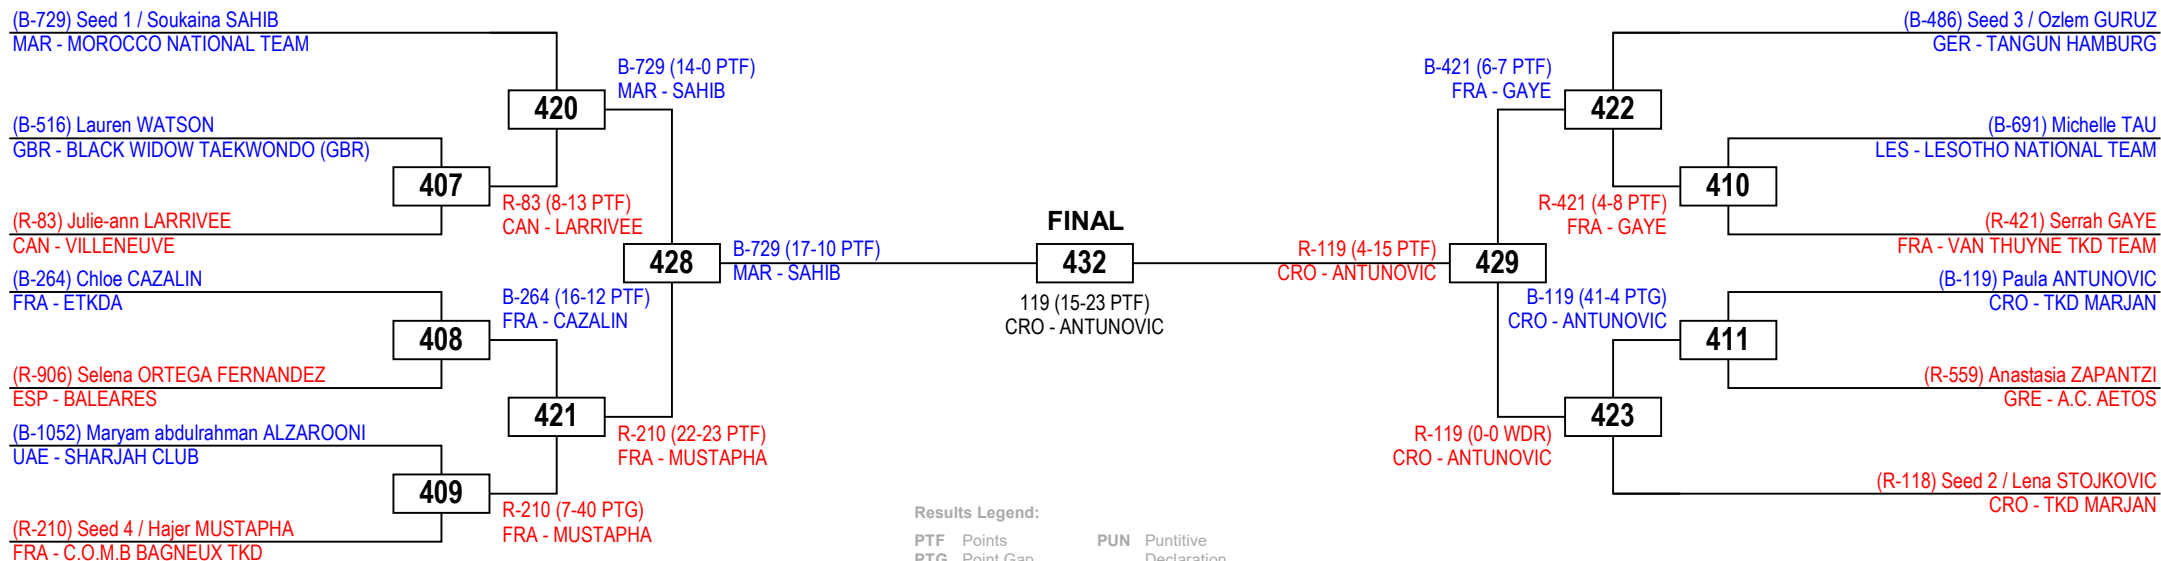 (B-729) Seed 1 / Soukaina SAHIB
MAR - MOROCCO NATIONAL TEAM
B-729 (14-0 PTF)
MAR - SAHIB
420
(B-516) Lauren WATSON
GBR - BLACK WIDOW TAEKWONDO (GBR)
407
R-83 (8-13 PTF)
CAN - LARRIVEE
(R-83) Julie-ann LARRIVEE
CAN - VILLENEUVE
428
B-729 (17-10 PTF)
MAR - SAHIB
(B-264) Chloe CAZALIN
FRA - ETKDA
B-264 (16-12 PTF)
FRA - CAZALIN
408
(R-906) Selena ORTEGA FERNANDEZ
ESP - BALEARES
421
R-210 (22-23 PTF)
FRA - MUSTAPHA
(B-1052) Maryam abdulrahman ALZAROONI
UAE - SHARJAH CLUB
409
R-210 (7-40 PTG)
FRA - MUSTAPHA
(R-210) Seed 4 / Hajer MUSTAPHA
FRA - C.O.M.B BAGNEUX TKD
FINAL
432
119 (15-23 PTF)
CRO - ANTUNOVIC
(B-486) Seed 3 / Ozlem GURUZ
GER - TANGUN HAMBURG
B-421 (6-7 PTF)
FRA - GAYE
422
(B-691) Michelle TAU
LES - LESOTHO NATIONAL TEAM
410
R-421 (4-8 PTF)
FRA - GAYE
(R-421) Serrah GAYE
FRA - VAN THUYNE TKD TEAM
R-119 (4-15 PTF)
CRO - ANTUNOVIC
429
(B-119) Paula ANTUNOVIC
CRO - TKD MARJAN
B-119 (41-4 PTG)
CRO - ANTUNOVIC
411
(R-559) Anastasia ZAPANTZI
GRE - A.C. AETOS
423
R-119 (0-0 WDR)
CRO - ANTUNOVIC
(R-118) Seed 2 / Lena STOJKOVIC
CRO - TKD MARJAN
Results Legend:
PTF Points
PUN Puntitive
PTG Point Gap
Declaration